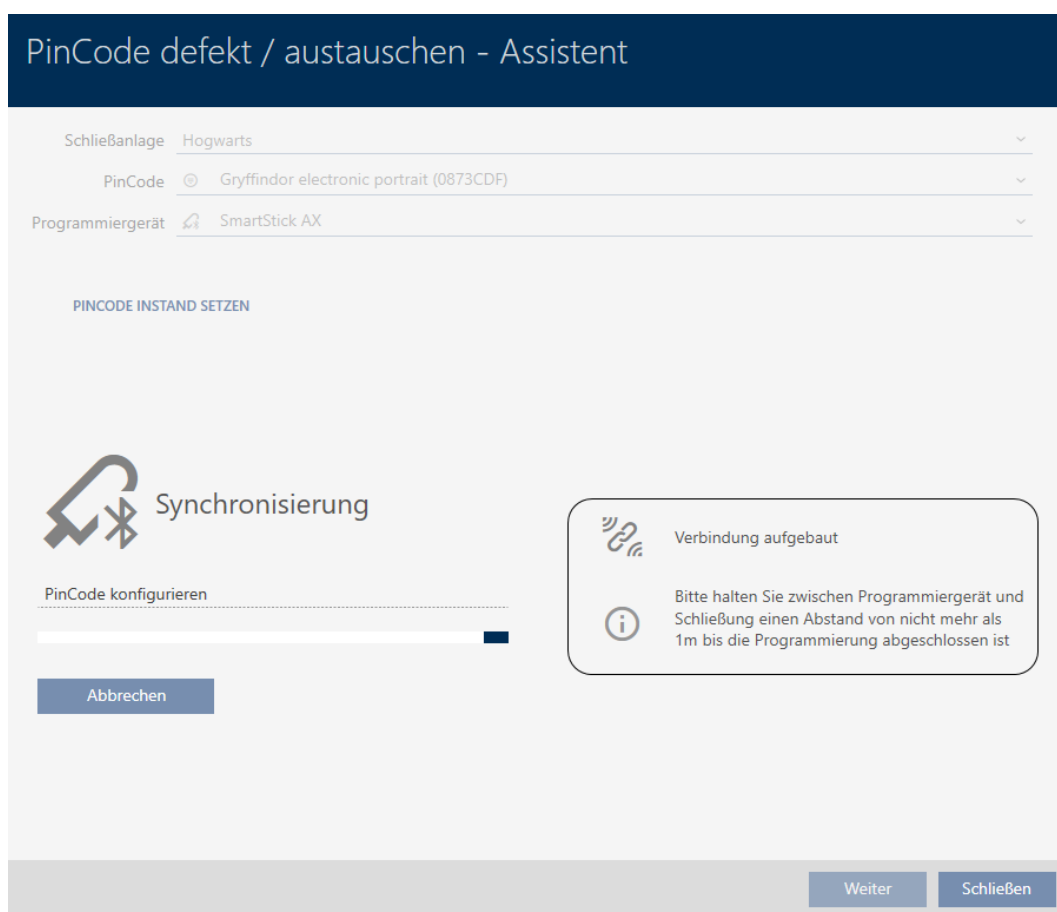 PinCode defekt / austauschen - Assistent
Schließanlage Hogwarts
PinCode Gryffindor electronic portrait (0873CDF)
Programmiergerät SmartStick AX
PINCODE INSTAND SETZEN
Synchronisierung
PinCode konfigurieren
Abbrechen
Verbindung aufgebaut
Bitte halten Sie zwischen Programmiergerät und
Schließung einen Abstand von nicht mehr als
1m bis die Programmierung abgeschlossen ist
Weiter
Schließen